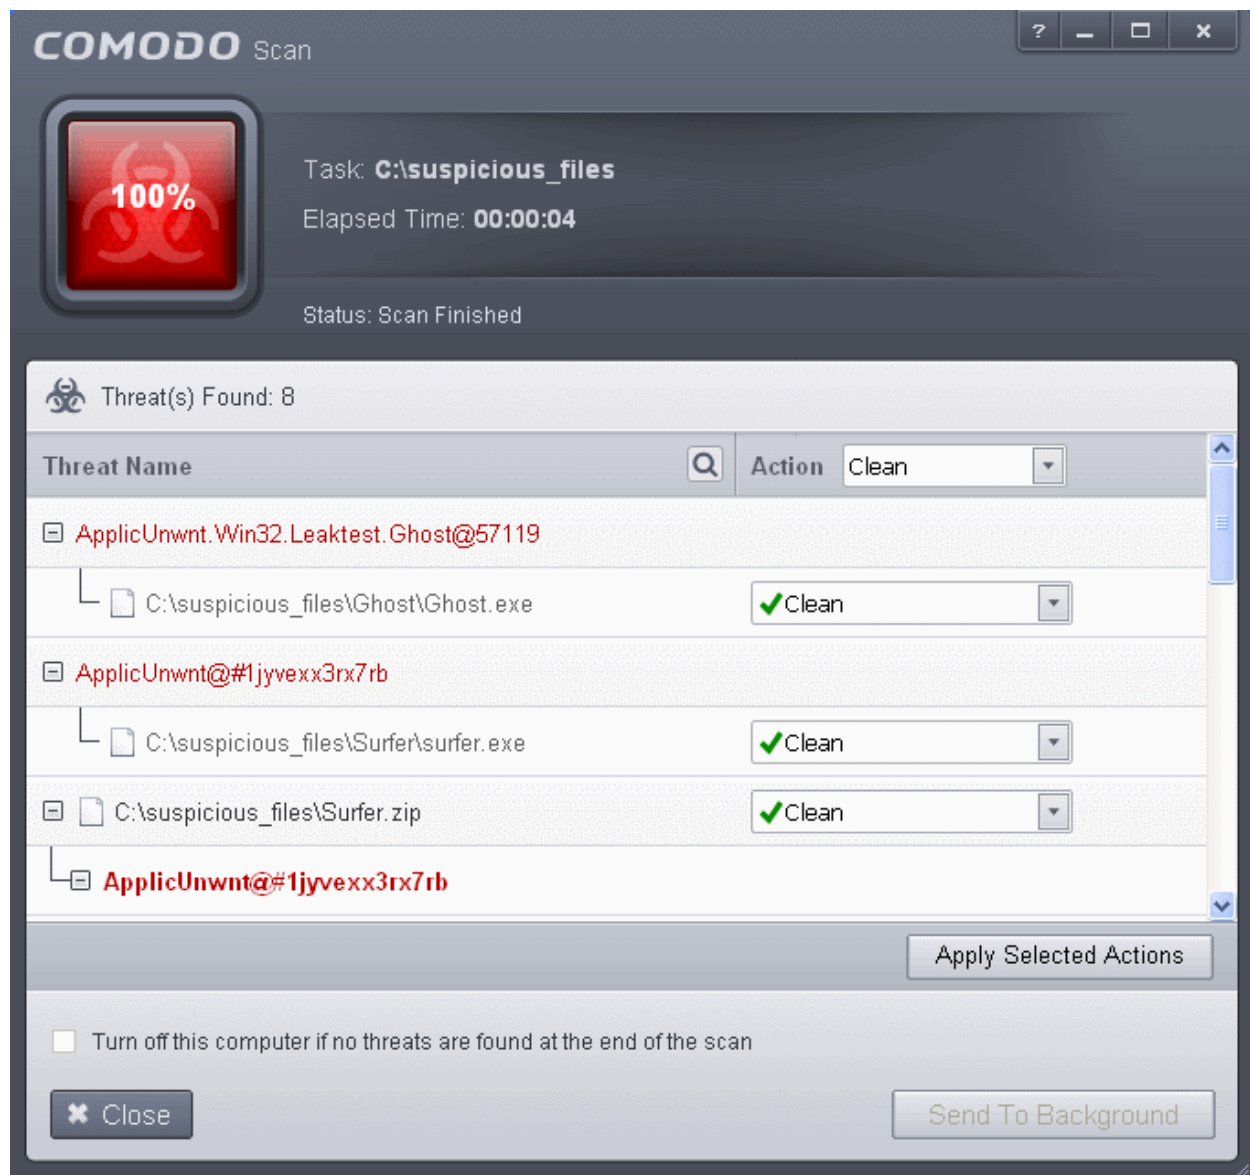 COMODO Scan
?
100%
Task: C:\suspicious_files
Elapsed Time: 00:00:04
Status: Scan Finished
Threat(s) Found: 8
Threat Name Action Clean
ApplicUnwnt.Win32.Leaktest.Ghost@57119
C:\suspicious_files\Ghost\Ghost.exe Clean
ApplicUnwnt@#1jyvexx3rx7rb
C:\suspicious_files\Surfer\surfer.exe Clean
C:\suspicious_files\Surfer.zip Clean
ApplicUnwnt@#1jyvexx3rx7rb
Apply Selected Actions
Turn off this computer if no threats are found at the end of the scan
Close Send To Background